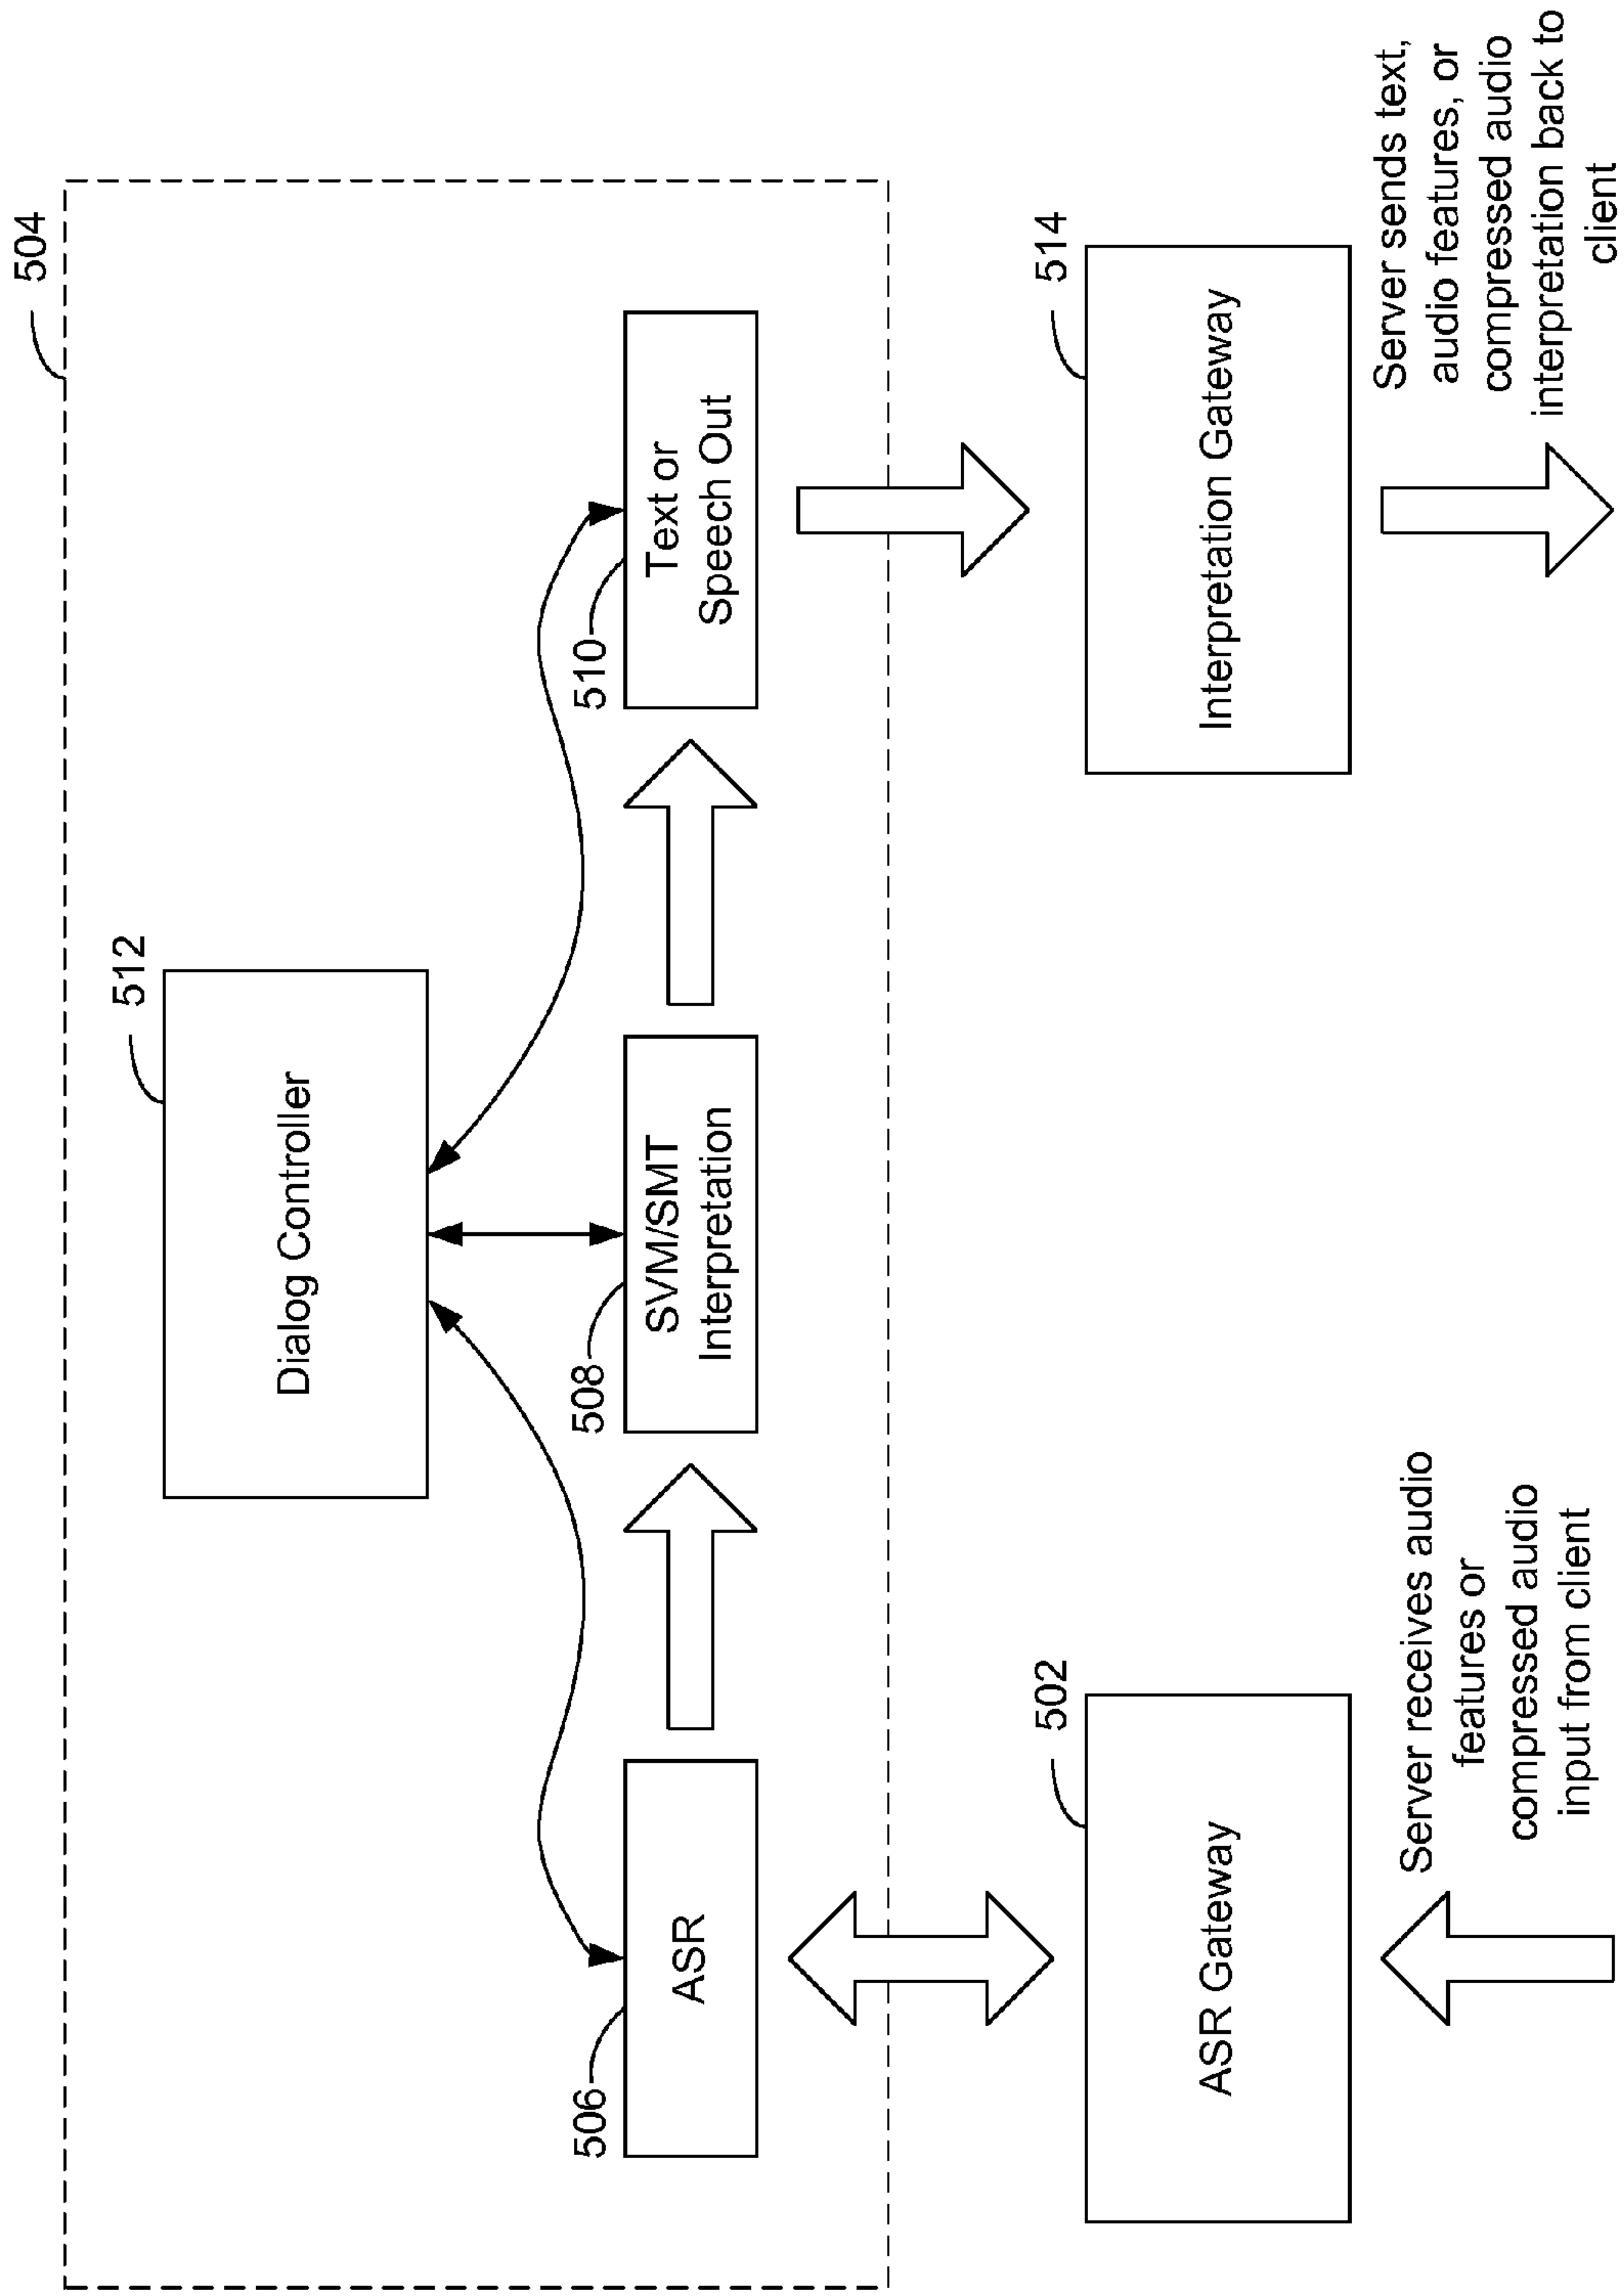 504
512
Dialog Controller
506
ASR
508
SVM/SMT
Interpretation
510
Text or
Speech Out
502
ASR Gateway
514
Interpretation Gateway
Server receives audio
features or
compressed audio
input from client
Server sends text,
audio features, or
compressed audio
interpretation back to
client